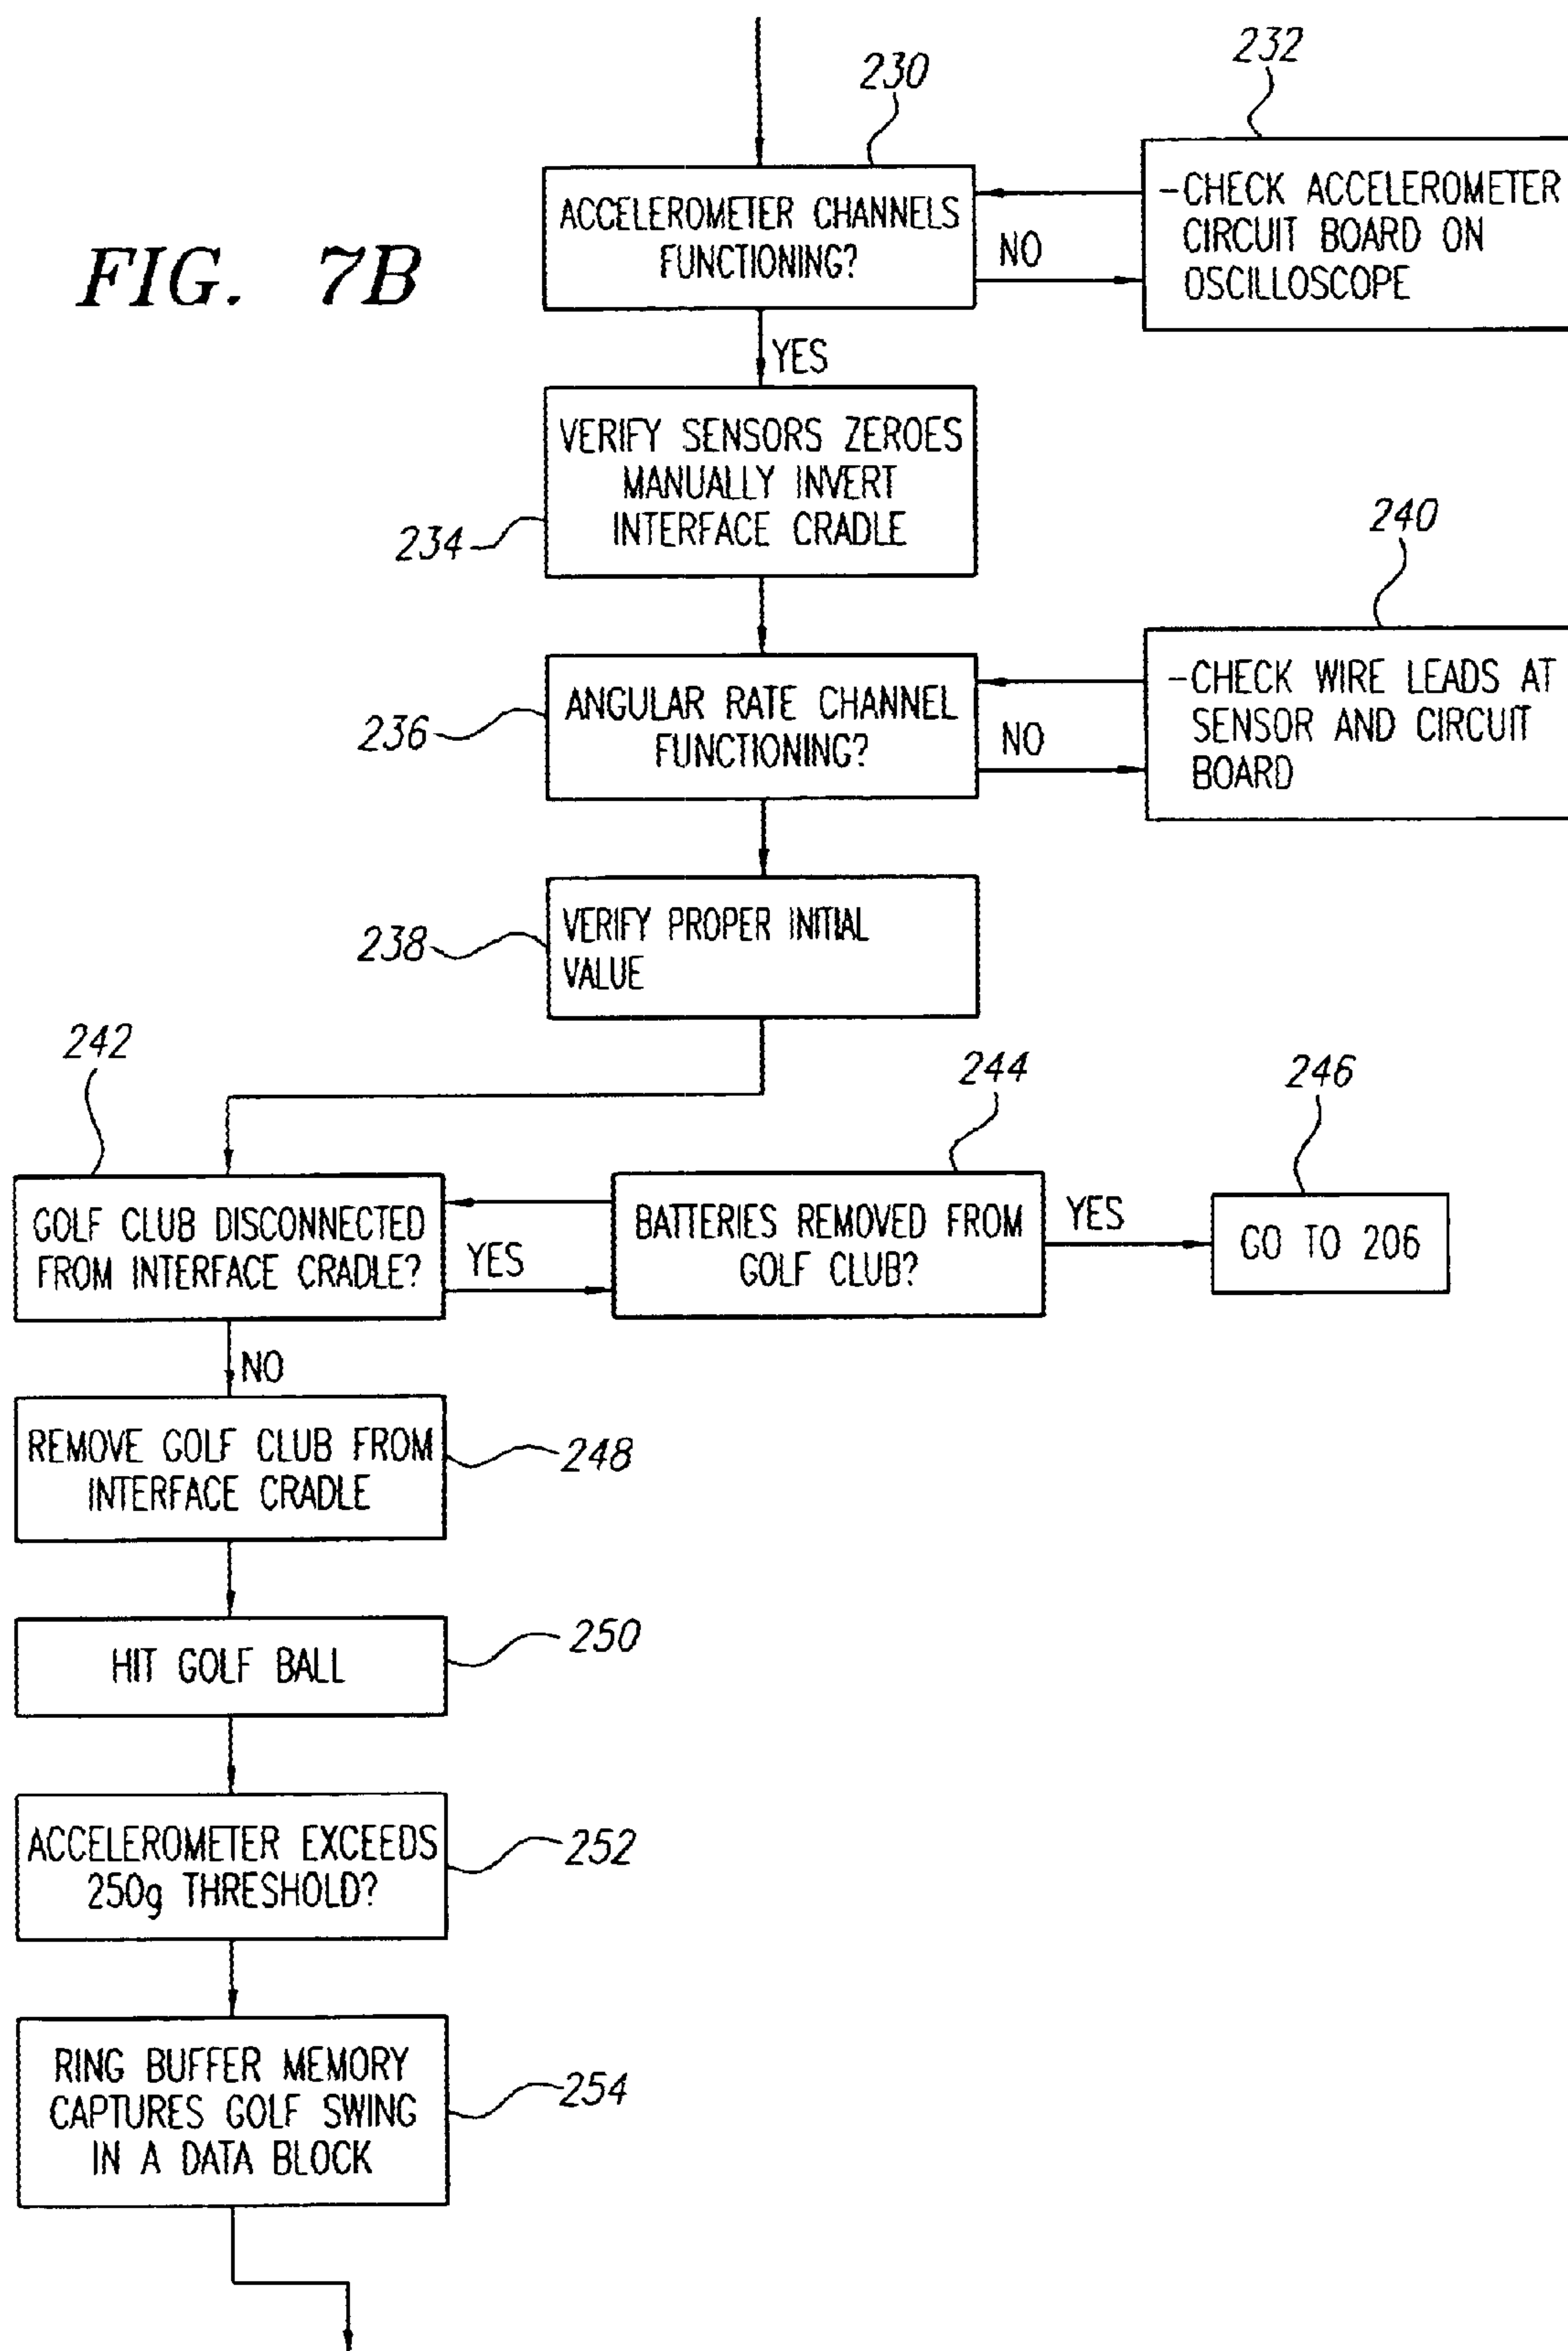 FIG. 7B
230
232
ACCELEROMETER CHANNELS
FUNCTIONING?
NO
-CHECK ACCELEROMETER
CIRCUIT BOARD ON
OSCILLOSCOPE
YES
VERIFY SENSORS ZEROES
MANUALLY INVERT
INTERFACE CRADLE
234
240
ANGULAR RATE CHANNEL
FUNCTIONING?
236
NO
-CHECK WIRE LEADS AT
SENSOR AND CIRCUIT
BOARD
VERIFY PROPER INITIAL
VALUE
238
242
244
246
GOLF CLUB DISCONNECTED
FROM INTERFACE CRADLE?
YES
BATTERIES REMOVED FROM
GOLF CLUB?
YES
GO TO 206
NO
REMOVE GOLF CLUB FROM
INTERFACE CRADLE
248
HIT GOLF BALL
250
ACCELEROMETER EXCEEDS
250g THRESHOLD?
252
RING BUFFER MEMORY
CAPTURES GOLF SWING
IN A DATA BLOCK
254